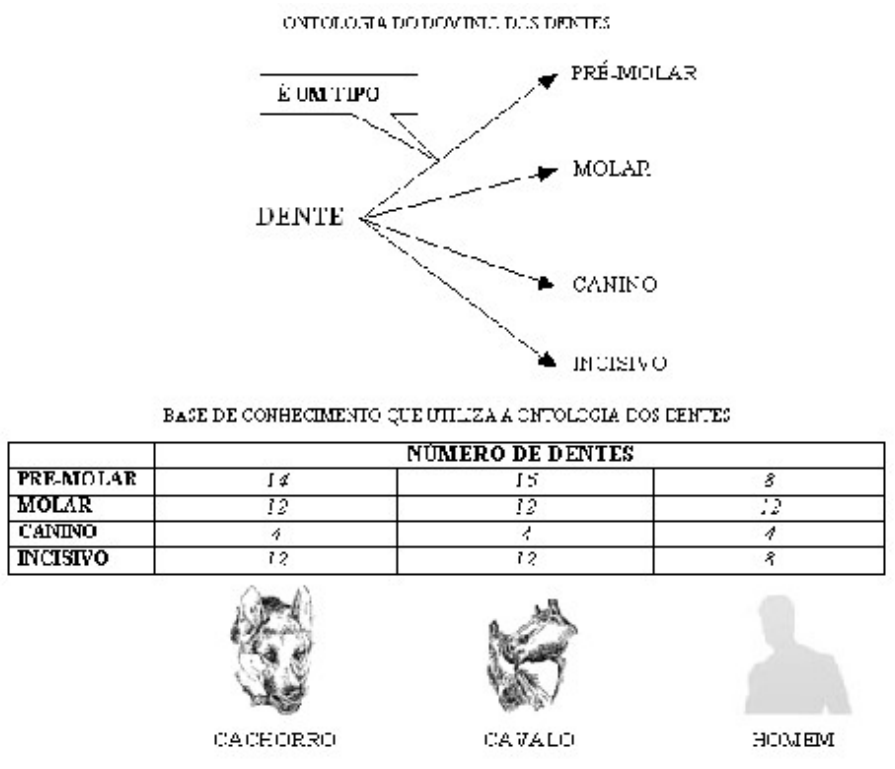 ONTOLOGIA DO DOMINIO DOS DENTES
É UM TIPO
PRÉ-MOLAR
MOLAR
DENTE
CANINO
INCISIVO
BASE DE CONHECIMENTO QUE UTILIZA A ONTOLOGIA DOS DENTES
NÚMERO DE DENTES
PRE-MOLAR 14 8
MOLAR 12 12 12
CANINO 4 4 4
INCISIVO 12 12 8
CACHORRO CAVALO HOMEM